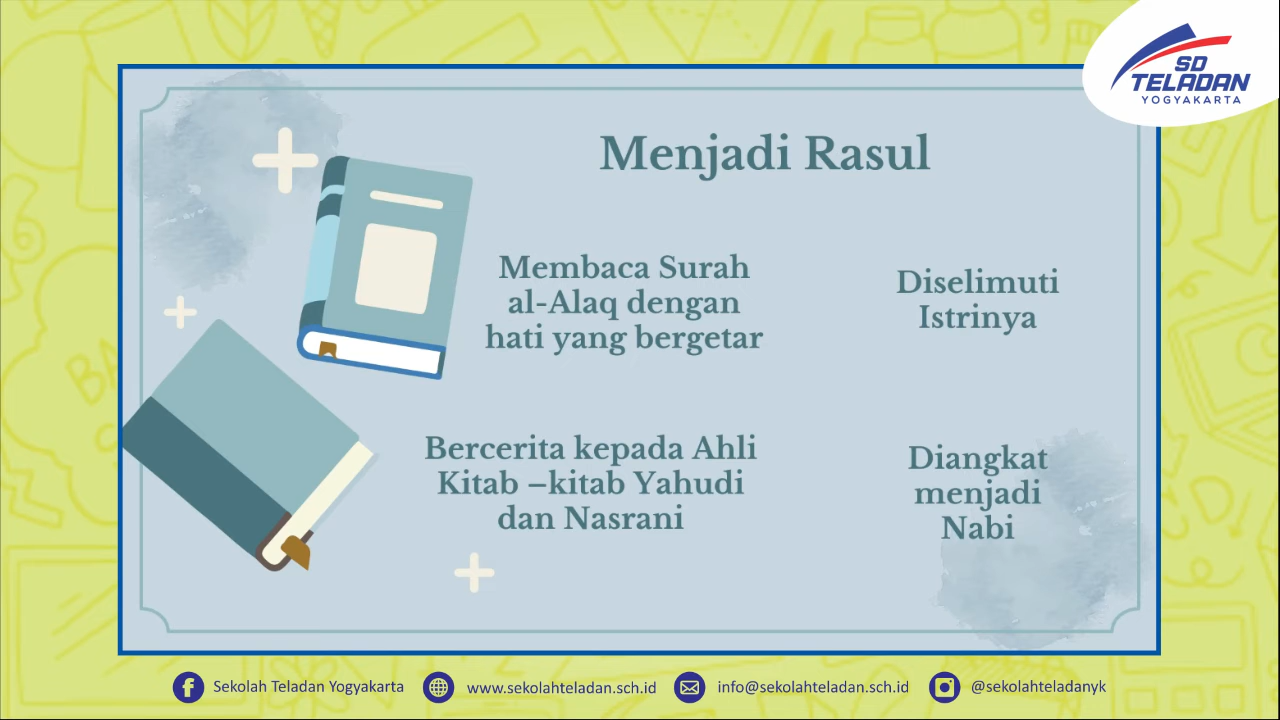 SD
TELADAN
YOGYAKARTA
Menjadi Rasul
Membaca Surah
al-Alaq dengan
hati yang bergetar
Diselimuti
Istrinya
Bercerita kepada Ahli
Kitab –kitab Yahudi
dan Nasrani
Diangkat
menjadi
Nabi
Sekolah Teladan Yogyakarta
www.sekolahteladan.sch.id
info@sekolahteladan.sch.id
@sekolahteladanyk